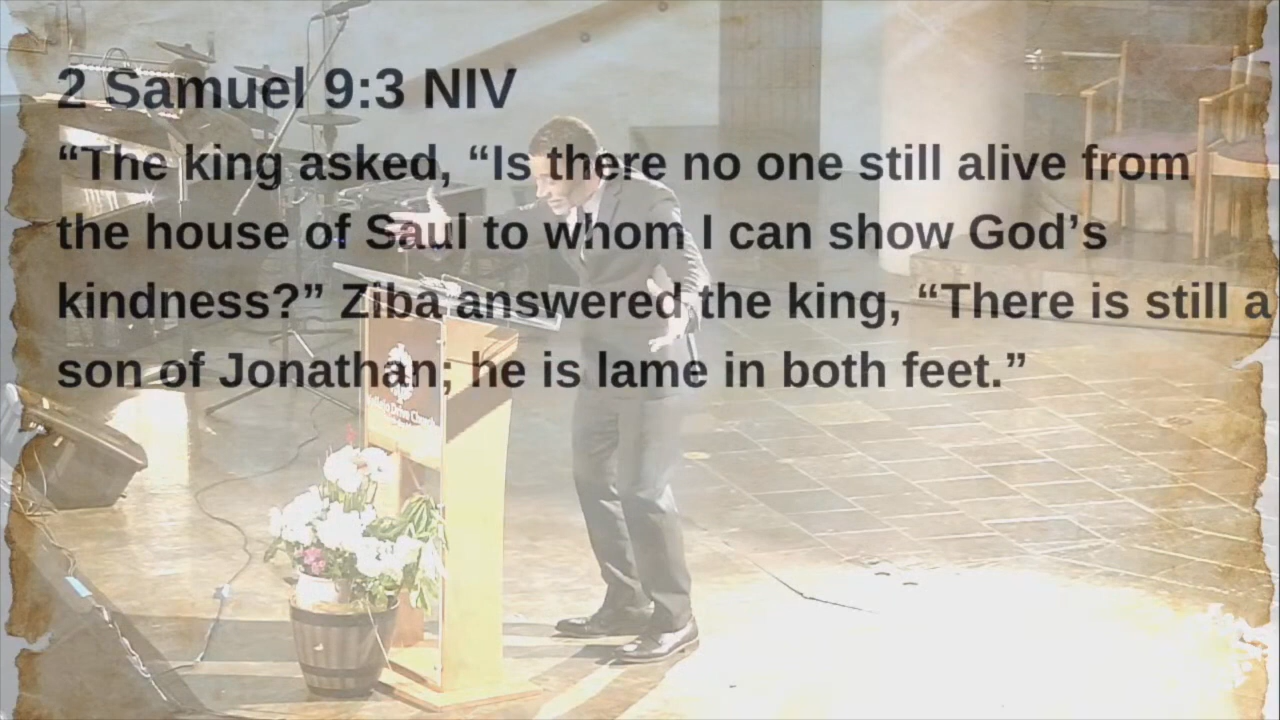 2 Samuel 9:3 NIV
“The king asked, “Is there no one still alive from
the house of Saul to whom I can show God’s
kindness?” Ziba answered the king, “There is still a
son of Jonathan; he is lame in both feet.”
Drive Church